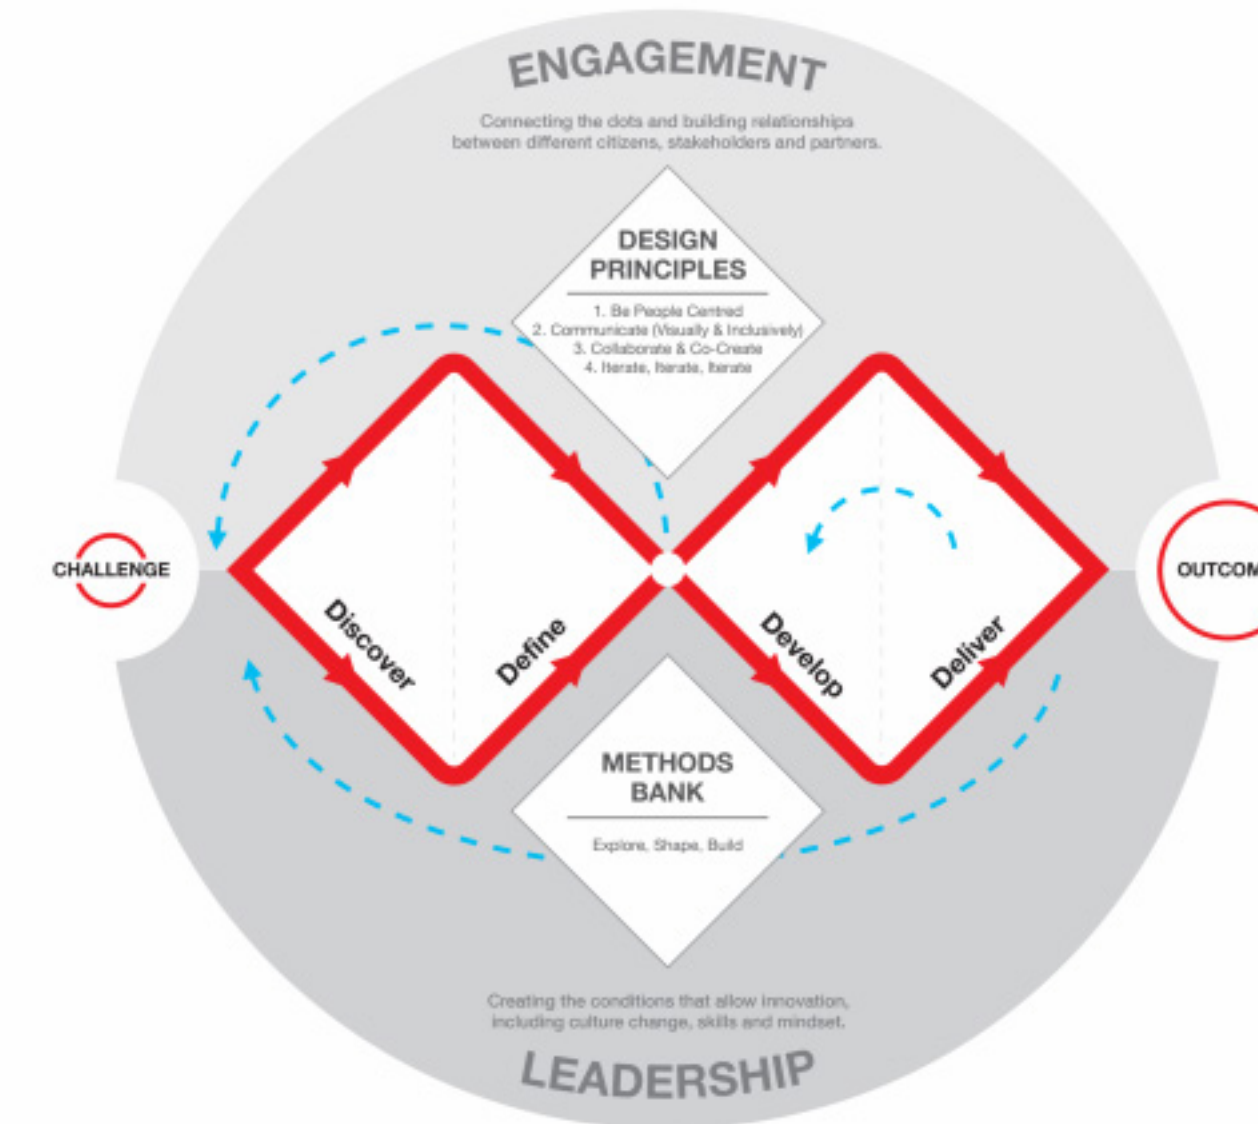 ENGAGEMENT
Connecting the dots and building relationships
between different citizens, stakeholders and partners.
DESIGN
PRINCIPLES
1. Be People Centred
2. Communicate (Visually & Inclusively)
3. Collaborate & Co-Create
4. Iterate, Iterate, Iterate
CHALLENGE
OUTCOM
Discover
Define
Develop
Deliver
METHODS
BANK
Explore, Shape, Build
Creating the conditions that allow innovation,
including culture change, skills and mindset.
LEADERSHIP